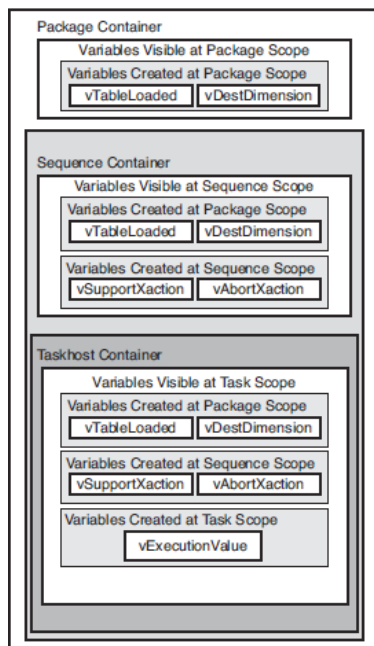 Package Container
Variables Visible at Package Scope
Variables Created at Package Scope
vTableLoaded vDestDimension
Sequence Container
Variables Visible at Sequence Scope
Variables Created at Package Scope
vTableLoaded vDestDimension
Variables Created at Sequence Scope
vSupportXaction vAbortXaction
Taskhost Container
Variables Visible at Task Scope
Variables Created at Package Scope
vTableLoaded vDestDimension
Variables Created at Sequence Scope
vSupportXaction vAbortXaction
Variables Created at Task Scope
vExecutionValue